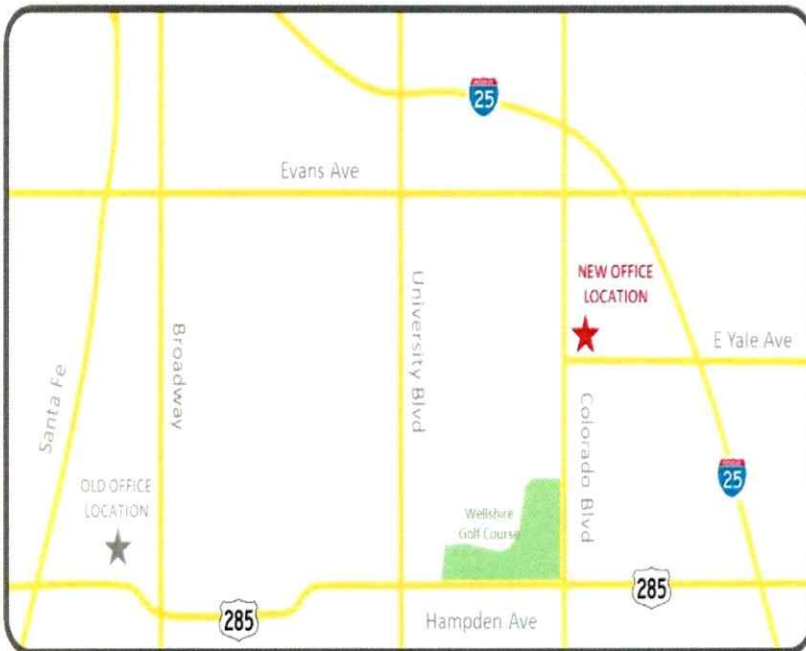 25
Evans Ave
NEW OFFICE
LOCATION
E Yale Ave
University Blvd
Broadway
Santa Fe
Colorado Blvd
25
OLD OFFICE
LOCATION
Wellshire
Golf Course
285
285
Hampden Ave